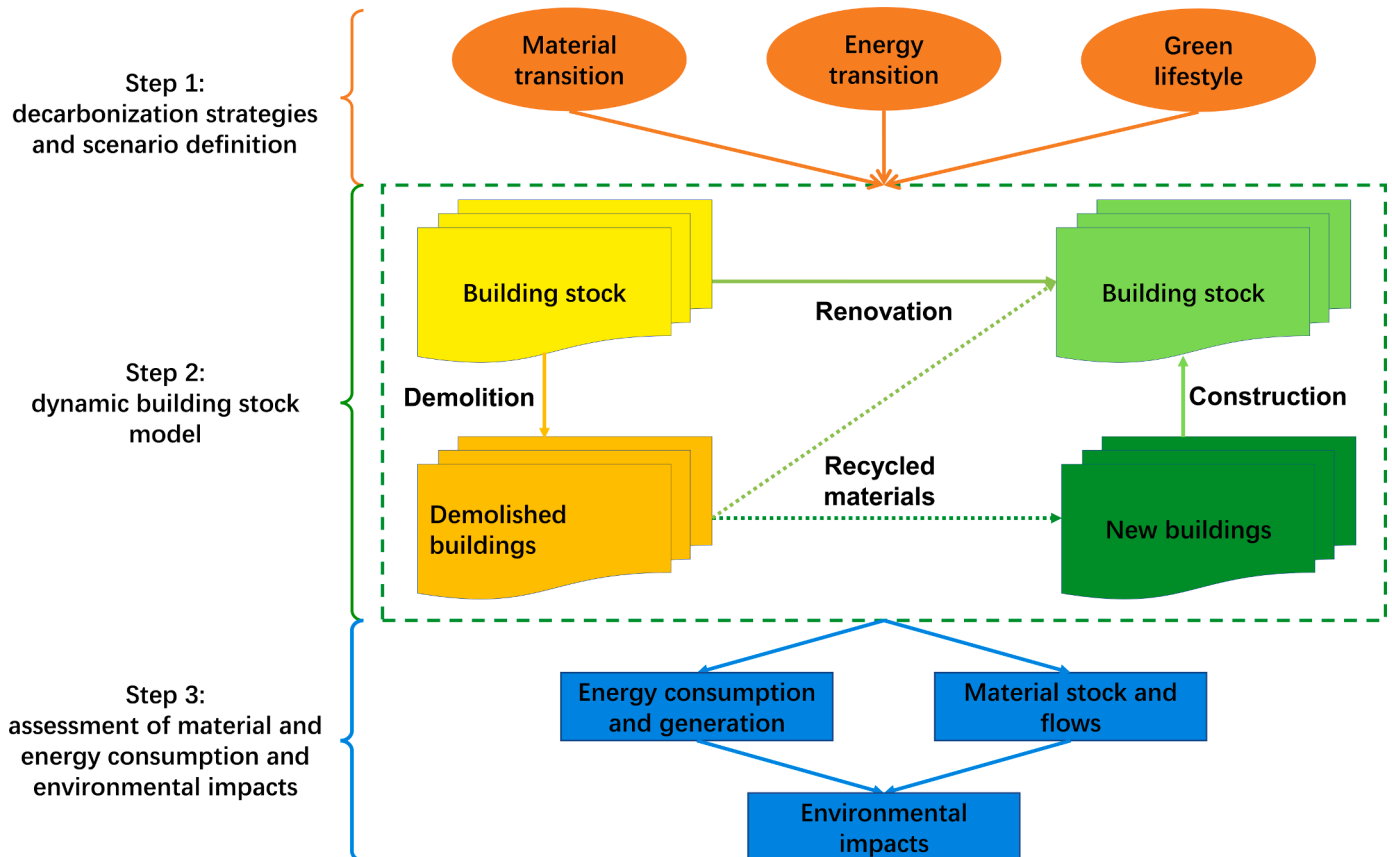 Step 1:
decarbonization strategies
and scenario definition
Material
transition
Energy
transition
Green
lifestyle
Step 2:
dynamic building stock
model
Building stock
Renovation
Building stock
Demolition
Construction
Recycled
materials
Demolished
buildings
New buildings
Step 3:
assessment of material and
energy consumption and
environmental impacts
Energy consumption
and generation
Material stock and
flows
Environmental
impacts